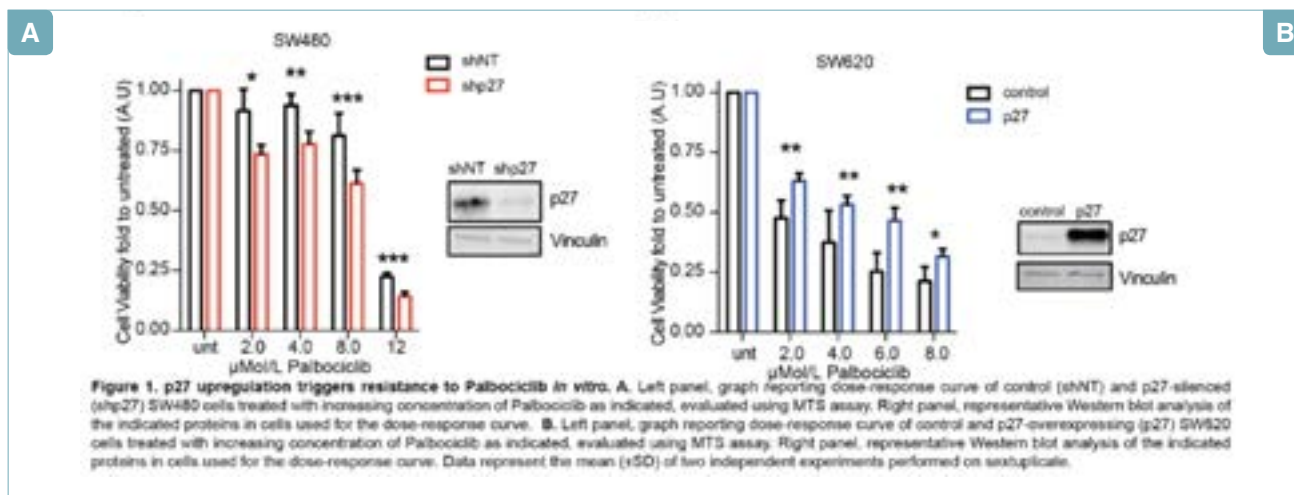 A
B
SW480
shNT
shp27
Cell Viability fold to untreated (A.U)
1.00
0.75
0.50
0.25
0.00
*
**
***
***
unt 2.0 4.0 8.0 12
µMol/L Palbociclib
shNT shp27
p27
Vinculin
SW620
control
p27
Cell Viability fold to untreated (A.U)
1.00
0.75
0.50
0.25
0.00
**
**
**
*
unt 2.0 4.0 6.0 8.0
µMol/L Palbociclib
control p27
p27
Vinculin
Figure 1. p27 upregulation triggers resistance to Palbociclib in vitro. A. Left panel, graph reporting dose-response curve of control (shNT) and p27-silenced
(shp27) SW480 cells treated with increasing concentration of Palbociclib as indicated, evaluated using MTS assay. Right panel, representative Western blot analysis of
the indicated proteins in cells used for the dose-response curve. B. Left panel, graph reporting dose-response curve of control and p27-overexpressing (p27) SW620
cells treated with increasing concentration of Palbociclib as indicated, evaluated using MTS assay. Right panel, representative Western blot analysis of the indicated
proteins in cells used for the dose-response curve. Data represent the mean (±SD) of two independent experiments performed on sextuplicate.